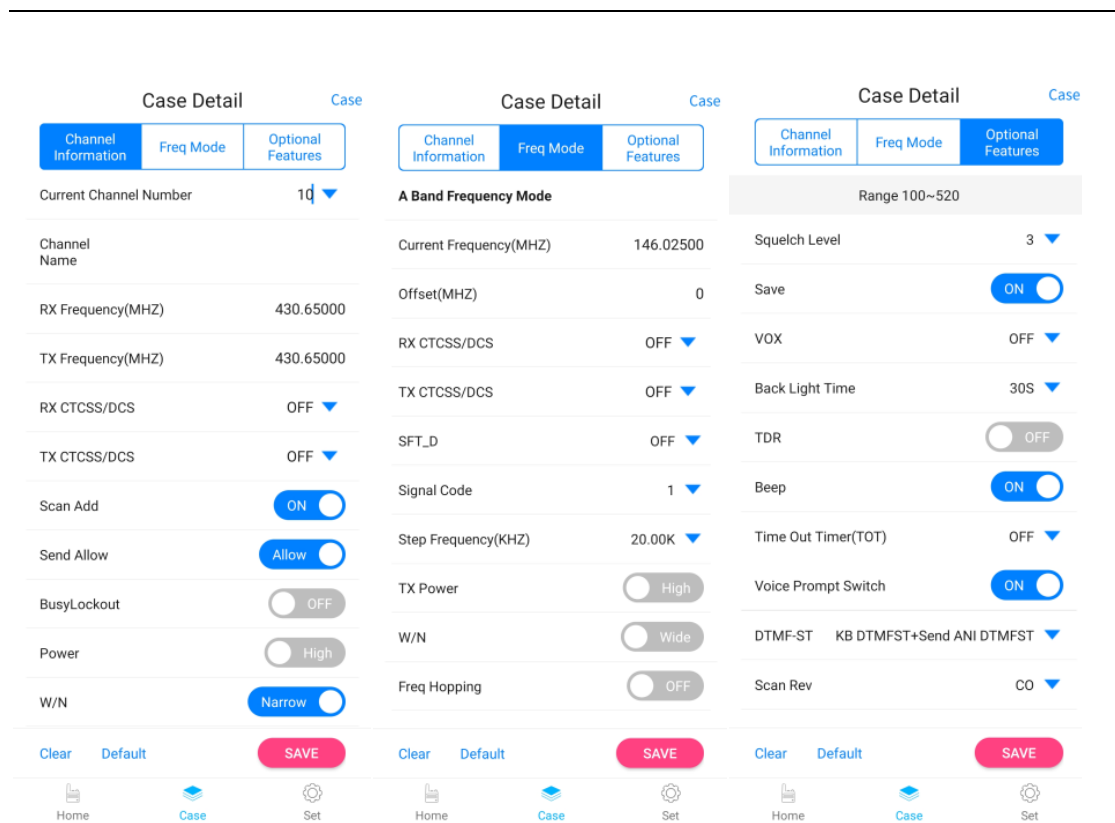 Case Detail
Case
Channel Information
Freq Mode
Optional Features
Current Channel Number 10
Channel
Name
RX Frequency(MHZ) 430.65000
TX Frequency(MHZ) 430.65000
RX CTCSS/DCS OFF
TX CTCSS/DCS OFF
Scan Add ON
Send Allow Allow
BusyLockout OFF
Power High
W/N Narrow
Clear Default SAVE
Home Case Set
Case Detail
Case
Channel Information
Freq Mode
Optional Features
A Band Frequency Mode
Current Frequency(MHZ) 146.02500
Offset(MHZ) 0
RX CTCSS/DCS OFF
TX CTCSS/DCS OFF
SFT_D OFF
Signal Code 1
Step Frequency(KHZ) 20.00K
TX Power High
W/N Wide
Freq Hopping OFF
Clear Default SAVE
Home Case Set
Case Detail
Case
Channel Information
Freq Mode
Optional Features
Range 100~520
Squelch Level 3
Save ON
VOX OFF
Back Light Time 30S
TDR OFF
Beep ON
Time Out Timer(TOT) OFF
Voice Prompt Switch ON
DTMF-ST KB DTMFST+Send ANI DTMFST
Scan Rev CO
Clear Default SAVE
Home Case Set